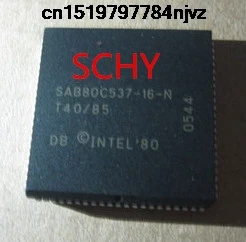 cn1519797784njvz
SCHY
SAB80C537-16-N
T40/85
0544
DB ©INTEL'80